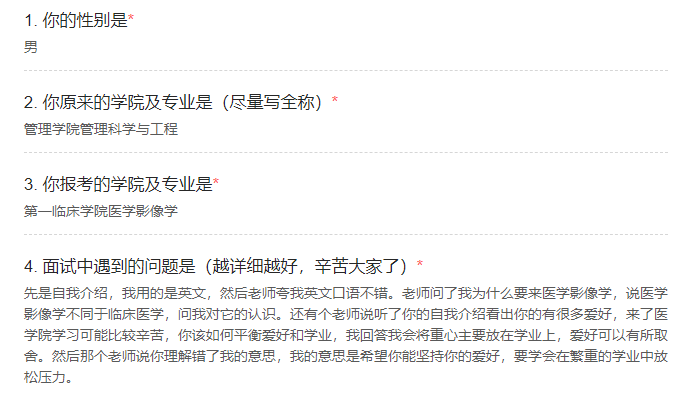 1. 你的性别是*
男
2. 你原来的学院及专业是（尽量写全称）*
管理学院管理科学与工程
3. 你报考的学院及专业是*
第一临床学院医学影像学
4. 面试中遇到的问题是（越详细越好，辛苦大家了）*
先是自我介绍，我用的是英文，然后老师夸我英文口语不错。老师问了我为什么要来医学影像学，说医学
影像学不同于临床医学，问我对它的认识。还有个老师说听了你的自我介绍看出你的有很多爱好，来了医
学院学习可能比较辛苦，你该如何平衡爱好和学业，我回答我会将重心主要放在学业上，爱好可以有所取
舍。然后那个老师说你理解错了我的意思，我的意思是希望你能坚持你的爱好，要学会在繁重的学业中放
松压力。